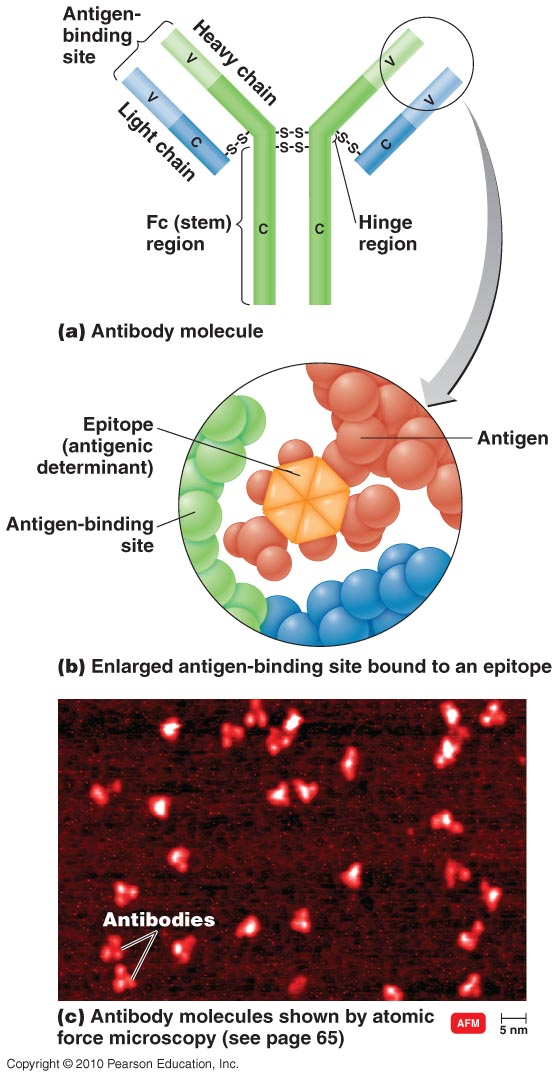 Antigen-
binding
site
Heavy chain
V
V
V
V
Light chain
C
C
-S-S-
-S-S-
-S-S-
-S-S-
Fc (stem)
region
C
C
Hinge
region
(a) Antibody molecule
Epitope
(antigenic
determinant)
Antigen
Antigen-binding
site
(b) Enlarged antigen-binding site bound to an epitope
Antibodies
(c) Antibody molecules shown by atomic
force microscopy (see page 65)
AFM
5 nm
Copyright © 2010 Pearson Education, Inc.